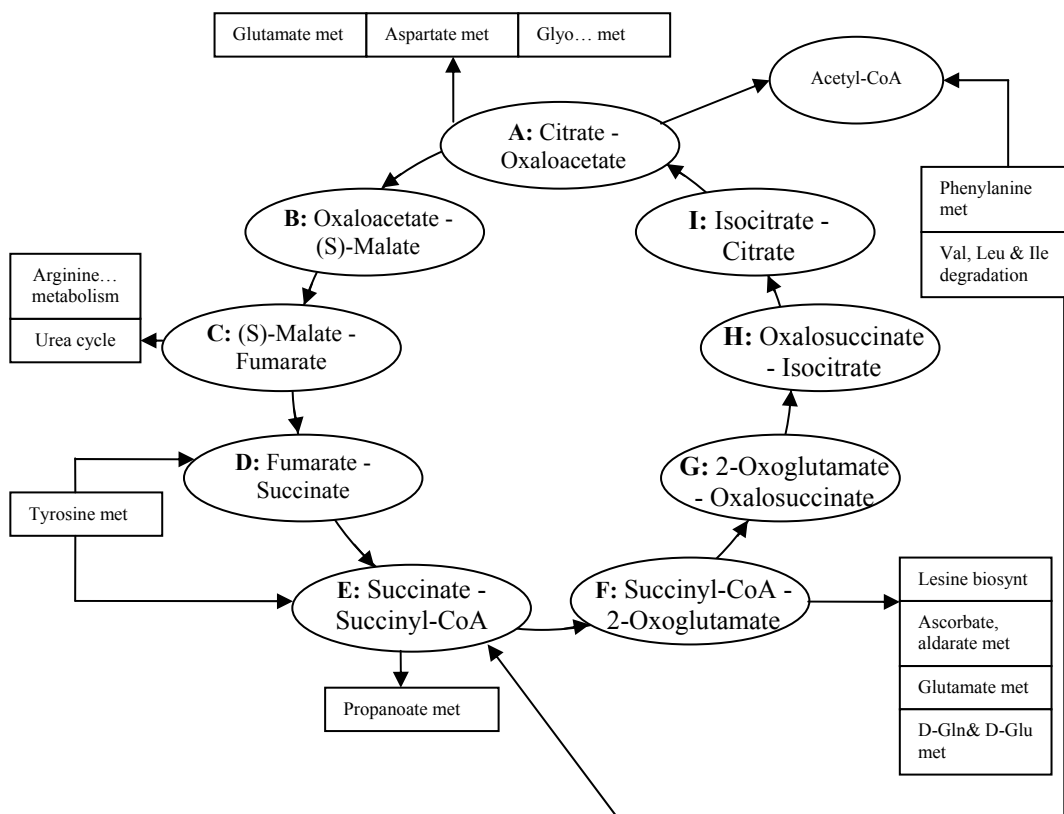 Glutamate met
Aspartate met
Glyo… met
Acetyl-CoA
A: Citrate -
Oxaloacetate
Phenylanine
met
Val, Leu & Ile
degradation
B: Oxaloacetate -
(S)-Malate
I: Isocitrate -
Citrate
Arginine…
metabolism
Urea cycle
C: (S)-Malate -
Fumarate
H: Oxalosuccinate
- Isocitrate
D: Fumarate -
Succinate
G: 2-Oxoglutamate
- Oxalosuccinate
Tyrosine met
E: Succinate -
Succinyl-CoA
F: Succinyl-CoA -
2-Oxoglutamate
Lesine biosynt
Ascorbate,
aldarate met
Glutamate met
D-Gln& D-Glu
met
Propanoate met